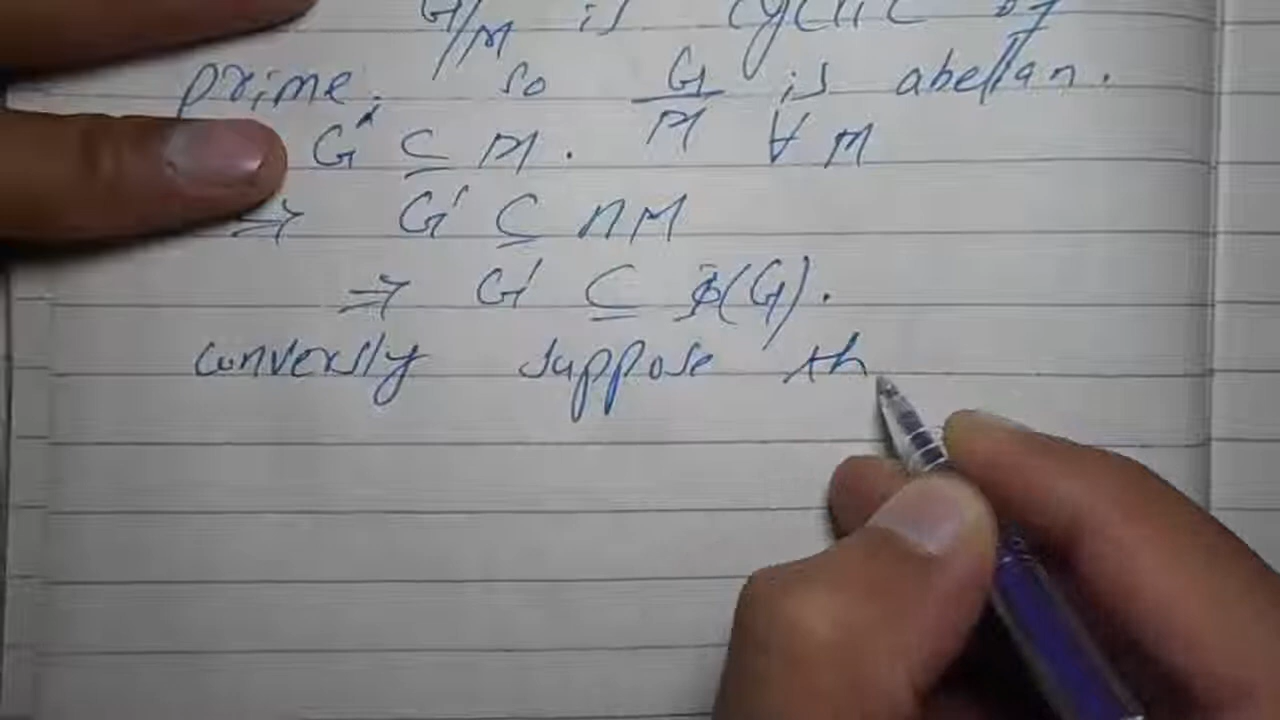 G/M is cyclic of
prime, so G/M is abelian.
G' ⊆ M. ∀ M
⇒ G' ⊆ ∩M
⇒ G' ⊆ Φ(G).
conversly suppose th